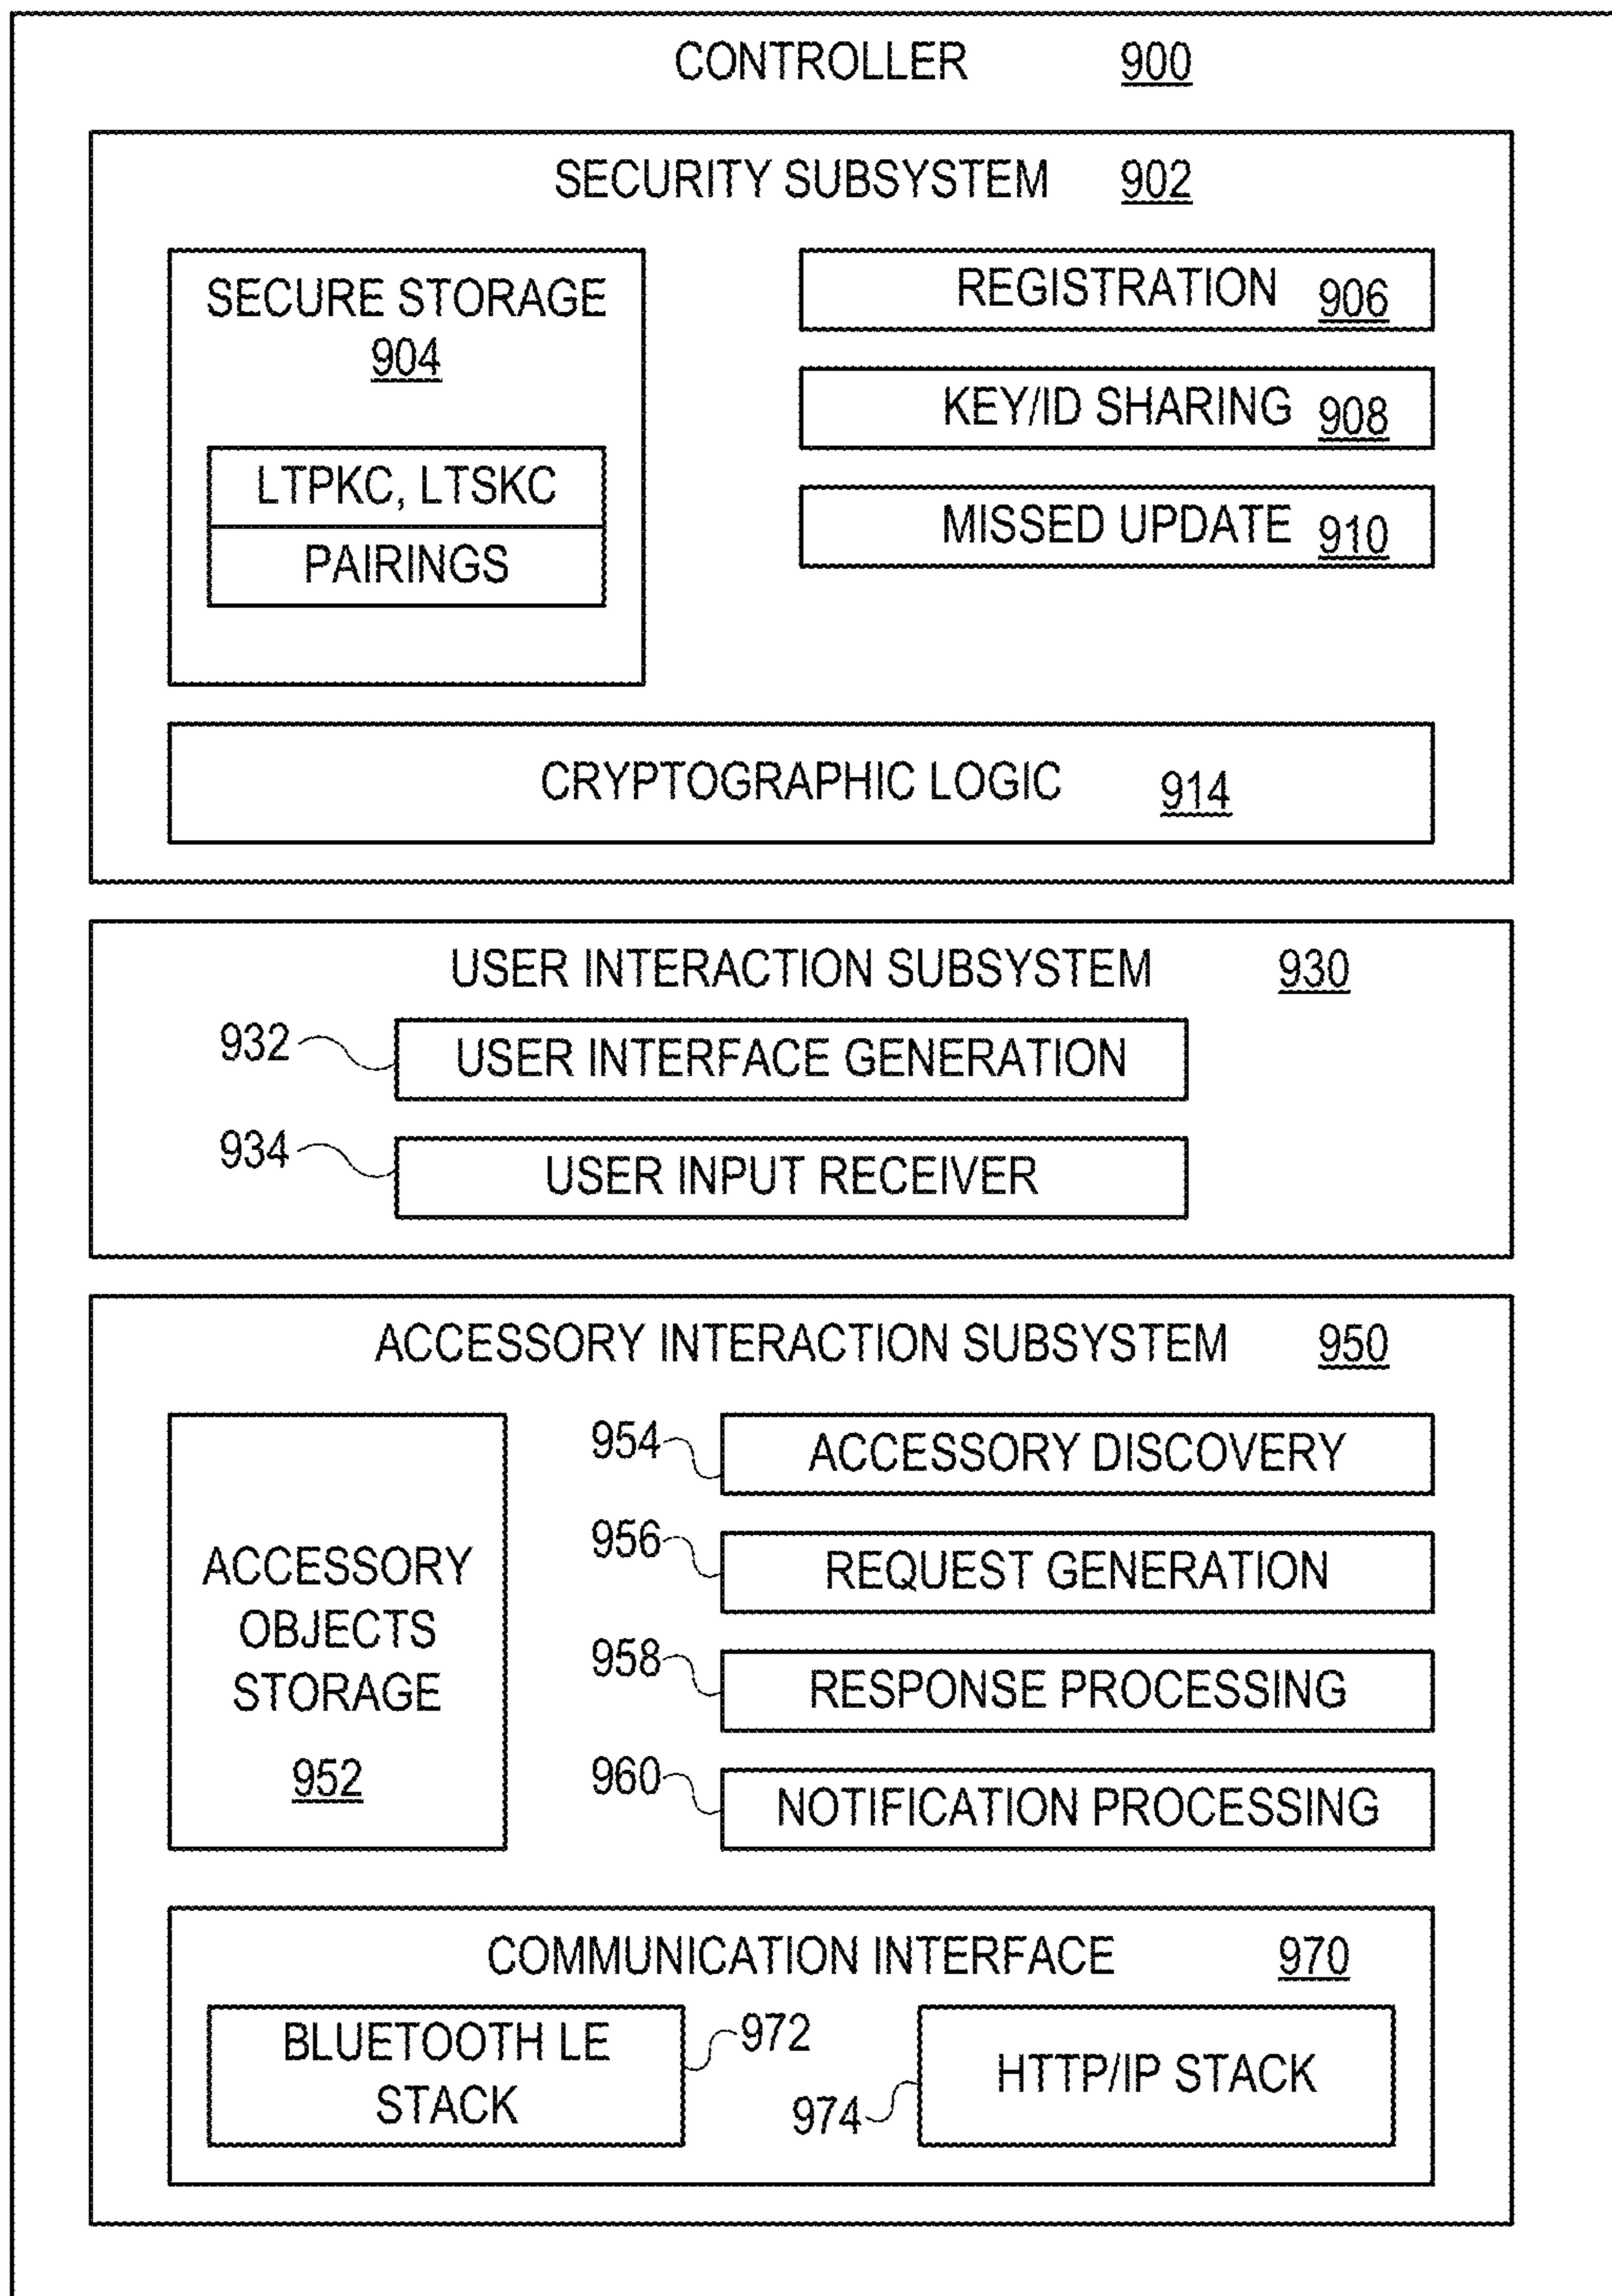 CONTROLLER 900
SECURITY SUBSYSTEM 902
SECURE STORAGE
904
LTPKC, LTSKC
PAIRINGS
REGISTRATION 906
KEY/ID SHARING 908
MISSED UPDATE 910
CRYPTOGRAPHIC LOGIC 914
USER INTERACTION SUBSYSTEM 930
932 USER INTERFACE GENERATION
934 USER INPUT RECEIVER
ACCESSORY INTERACTION SUBSYSTEM 950
ACCESSORY
OBJECTS
STORAGE
952
954 ACCESSORY DISCOVERY
956 REQUEST GENERATION
958 RESPONSE PROCESSING
960 NOTIFICATION PROCESSING
COMMUNICATION INTERFACE 970
BLUETOOTH LE
STACK
972
974
HTTP/IP STACK